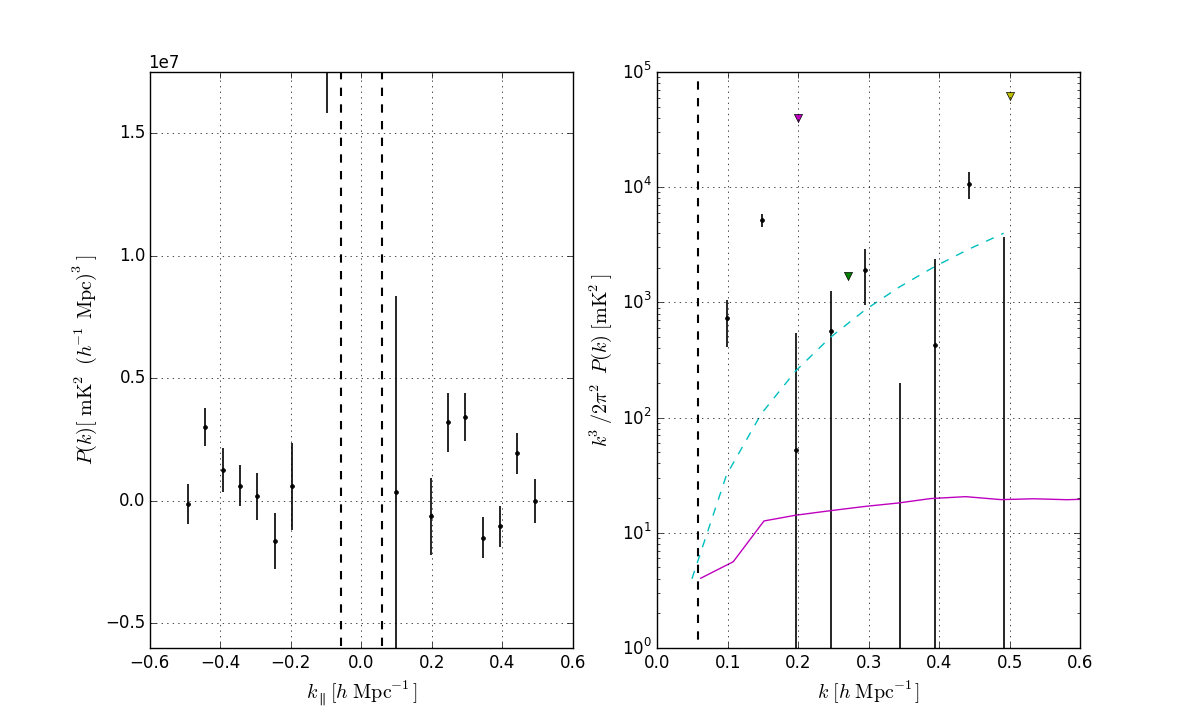 1e7
1.5
1.0
0.5
0.0
−0.5
−0.6 −0.4 −0.2 0.0 0.2 0.4 0.6
k∥ [h Mpc⁻¹]
P(k)[ mK² (h⁻¹ Mpc)³ ]
10⁵
10⁴
10³
10²
10¹
10⁰
0.0 0.1 0.2 0.3 0.4 0.5 0.6
k [h Mpc⁻¹]
k³ /2π² P(k) [mK² ]